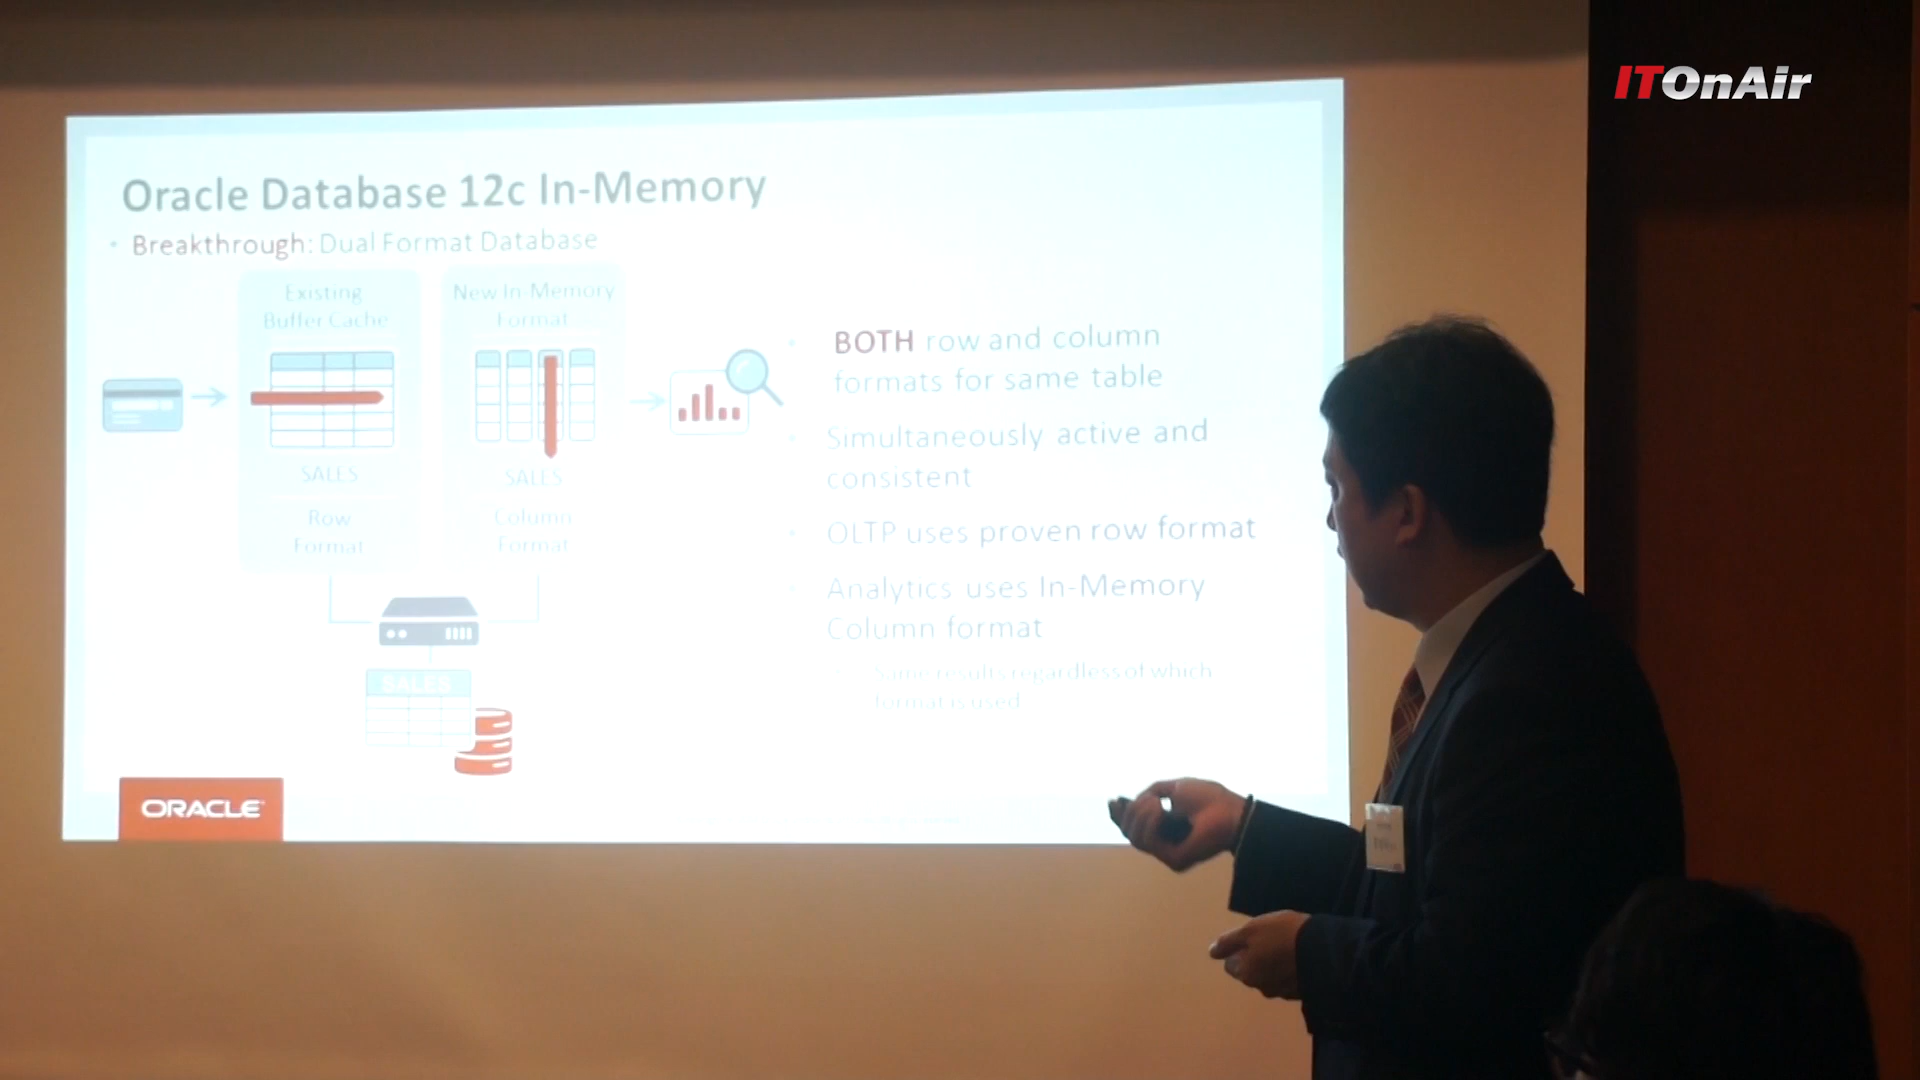 ITOnAir
Oracle Database 12c In-Memory
• Breakthrough: Dual Format Database
Existing
Buffer Cache
New In-Memory
Format
SALES
SALES
Row
Format
Column
Format
SALES
• BOTH row and column
formats for same table
• Simultaneously active and
consistent
• OLTP uses proven row format
• Analytics uses In-Memory
Column format
Same results regardless of which
format is used
ORACLE